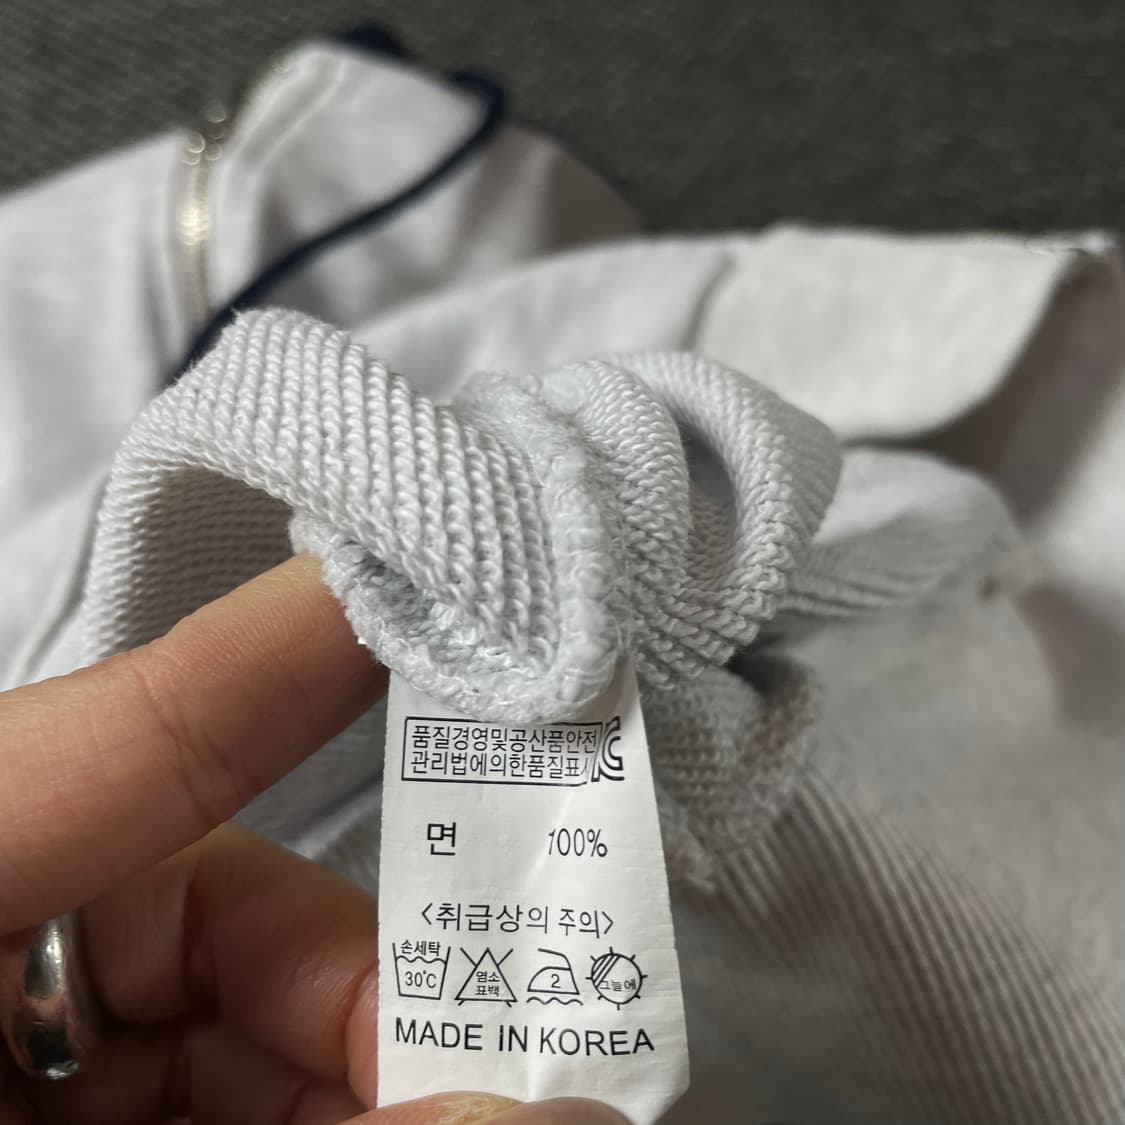 품질경영및공산품안전
관리법에의한품질표시
면 100%
<취급상의 주의>
손세탁
30℃
염소
표백
2
그늘에
MADE IN KOREA